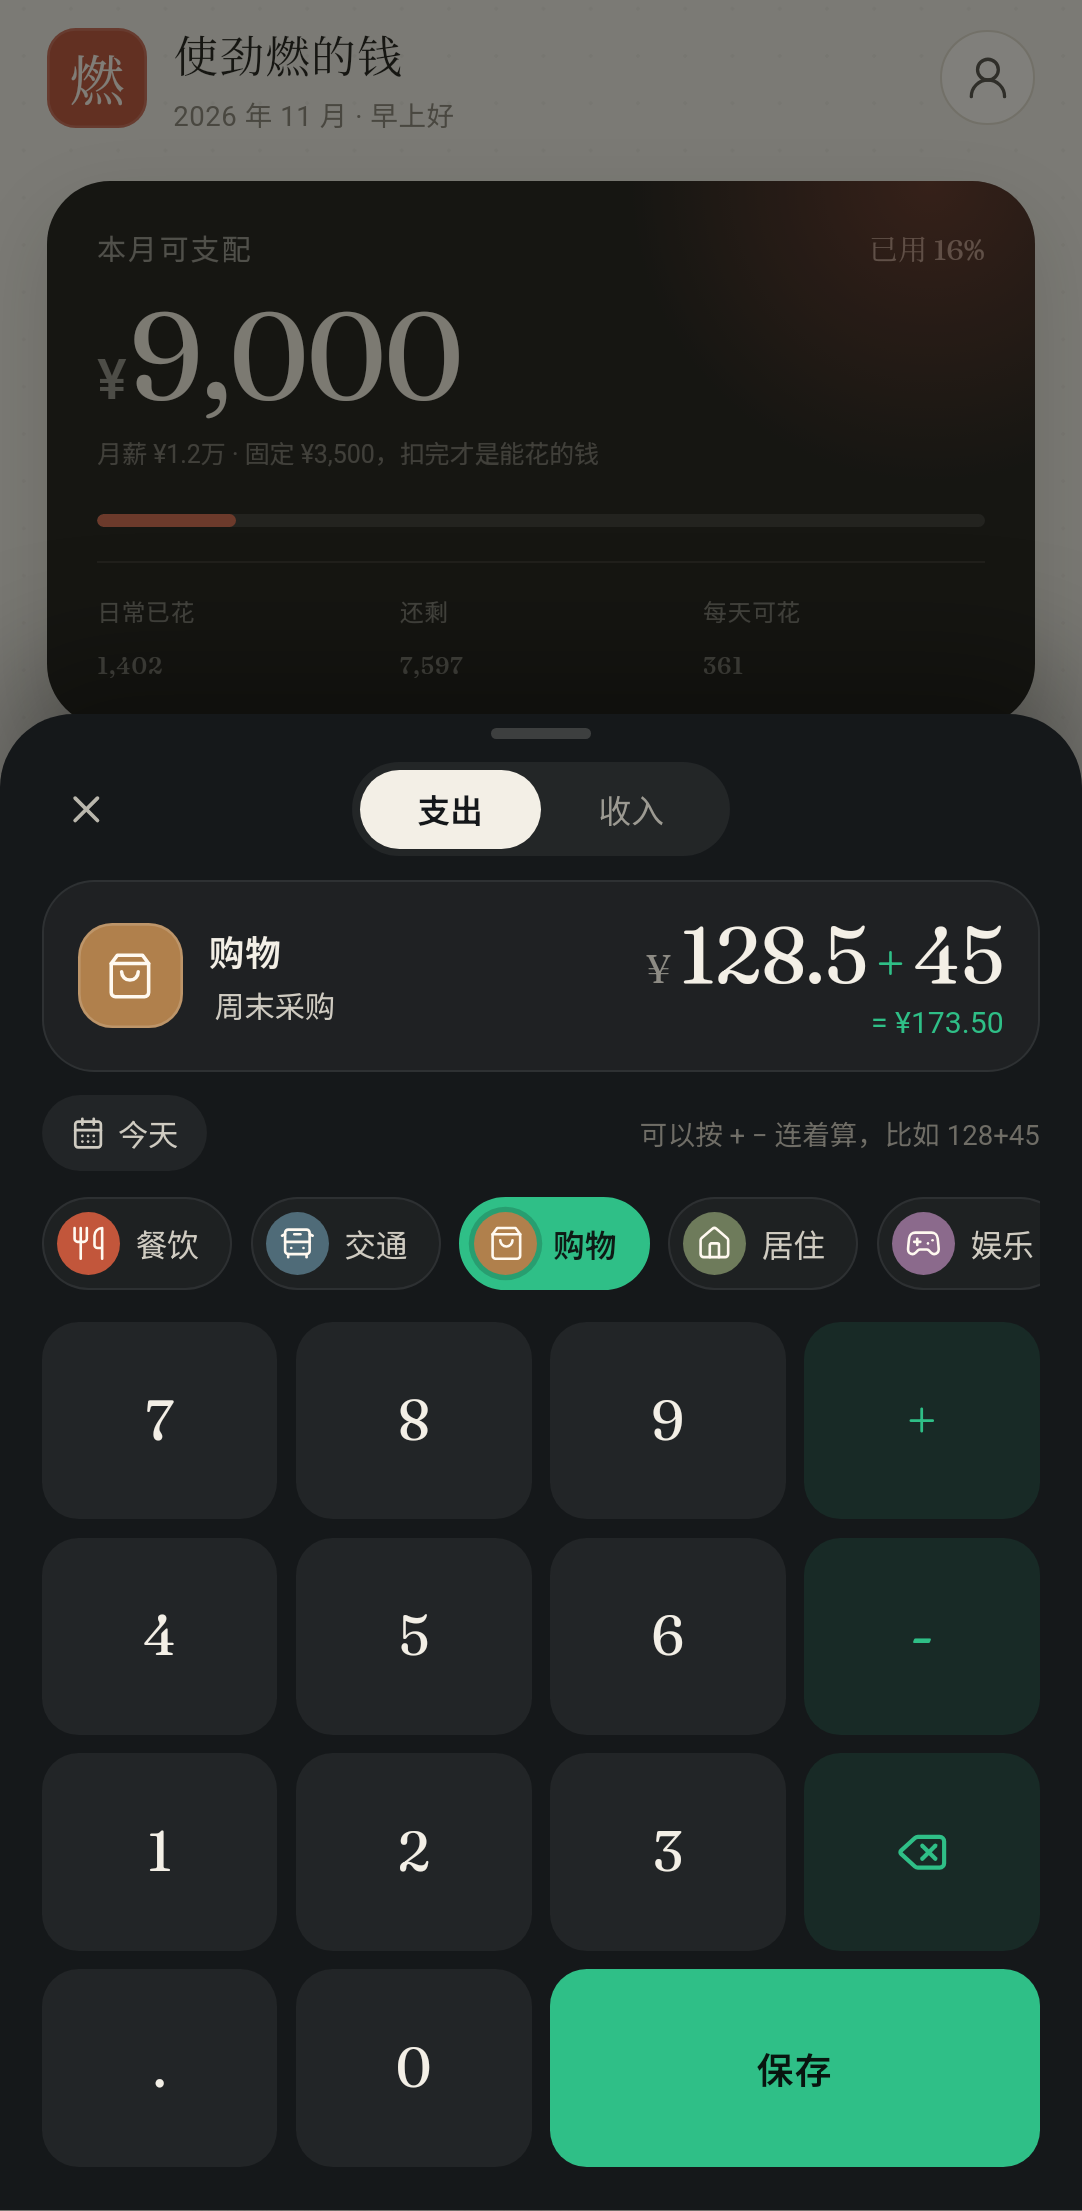 燃
使劲燃的钱
2026 年 11 月 · 早上好
本月可支配
已用 16%
¥9,000
月薪 ¥1.2万 · 固定 ¥3,500，扣完才是能花的钱
日常已花 还剩 每天可花
1,402 7,597 361
支出 收入
购物
周末采购
¥ 128.5 + 45
= ¥173.50
今天
可以按 + − 连着算，比如 128+45
餐饮 交通 购物 居住 娱乐
7 8 9 +
4 5 6 -
1 2 3
. 0 保存